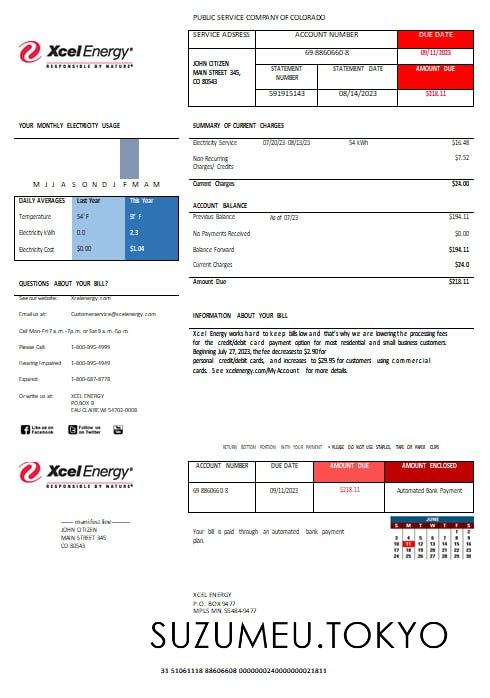 PUBLIC SERVICE COMPANY OF COLORADO
XcelEnergy®
RESPONSIBLE BY NATURE®
SERVICE ADSRESS ACCOUNT NUMBER DUE DATE
69 8860660 8 09/11/2023
JOHN CITIZEN
MAIN STREET 345,
CO 80543
STATEMENT NUMBER STATEMENT DATE AMOUNT DUE
591915143 08/14/2023 $218.11
YOUR MONTHLY ELECTRICITY USAGE
M J J A S O N D J F M A M
DAILY AVERAGES Last Year This Year
Temperature 54° F
Electricity kWh 0.0 2.3
Electricity Cost $0.00 $1.04
QUESTIONS ABOUT YOUR BILL?
See our website: Xcelenergy.com
Email us at: Customerservice@xcelenergy.com
Call Mon-Fri 7 a.m.-7p.m. or Sat 9 a.m.-5p.m
Please Call: 1-800-895-4999
Hearing Impaired 1-800-895-4949
Espanol: 1-800-687-8778
Or write us at: XCEL ENERGY
PO BOX 8
EAU CLAIRE WI 54702-0008
Like us on Facebook
Follow us on Twitter
SUMMARY OF CURRENT CHARGES
Electricity Service 07/20/23 08/13/23 54 kWh $16.48
Non Recurring Charges/ Credits $7.52
Current Charges $24.00
ACCOUNT BALANCE
Previous Balance As of 07/23 $194.11
No Payments Received $0.00
Balance Forward $194.11
Current Charges $24.0
Amount Due $218.11
INFORMATION ABOUT YOUR BILL
Xcel Energy works hard to keep bills low and that's why we are lowering the processing fees
for the credit/debit card payment option for most residential and small business customers.
Beginning July 27, 2023, the fee decreases to $2.90 for
personal credit/debit cards, and increases to $29.95 for customers using commercial
cards. See xcelenergy.com/My Account for more details.
RETURN BOTTOM PORTION WITH YOUR PAYMENT • PLEASE DO NOT USE STAPLES, TAPE OR PAPER CLIPS
XcelEnergy®
RESPONSIBLE BY NATURE®
ACCOUNT NUMBER DUE DATE AMOUNT DUE AMOUNT ENCLOSED
69 8860660 8 09/11/2023 $218.11 Automated Bank Payment
manifest line
JOHN CITIZEN
MAIN STREET 345
CO 80543
Your bill is paid through an automated bank payment
plan.
JUNE
S M T W T F S
1 2
3 4 5 6 7 8 9
10 11 12 13 14 15 16
17 18 19 20 21 22 23
24 25 26 27 28 29 30
XCEL ENERGY
P.O. BOX 9477
MPLS MN 55484-9477
SUZUMEU.TOKYO
31 51061118 88606608 0000000240000000021811